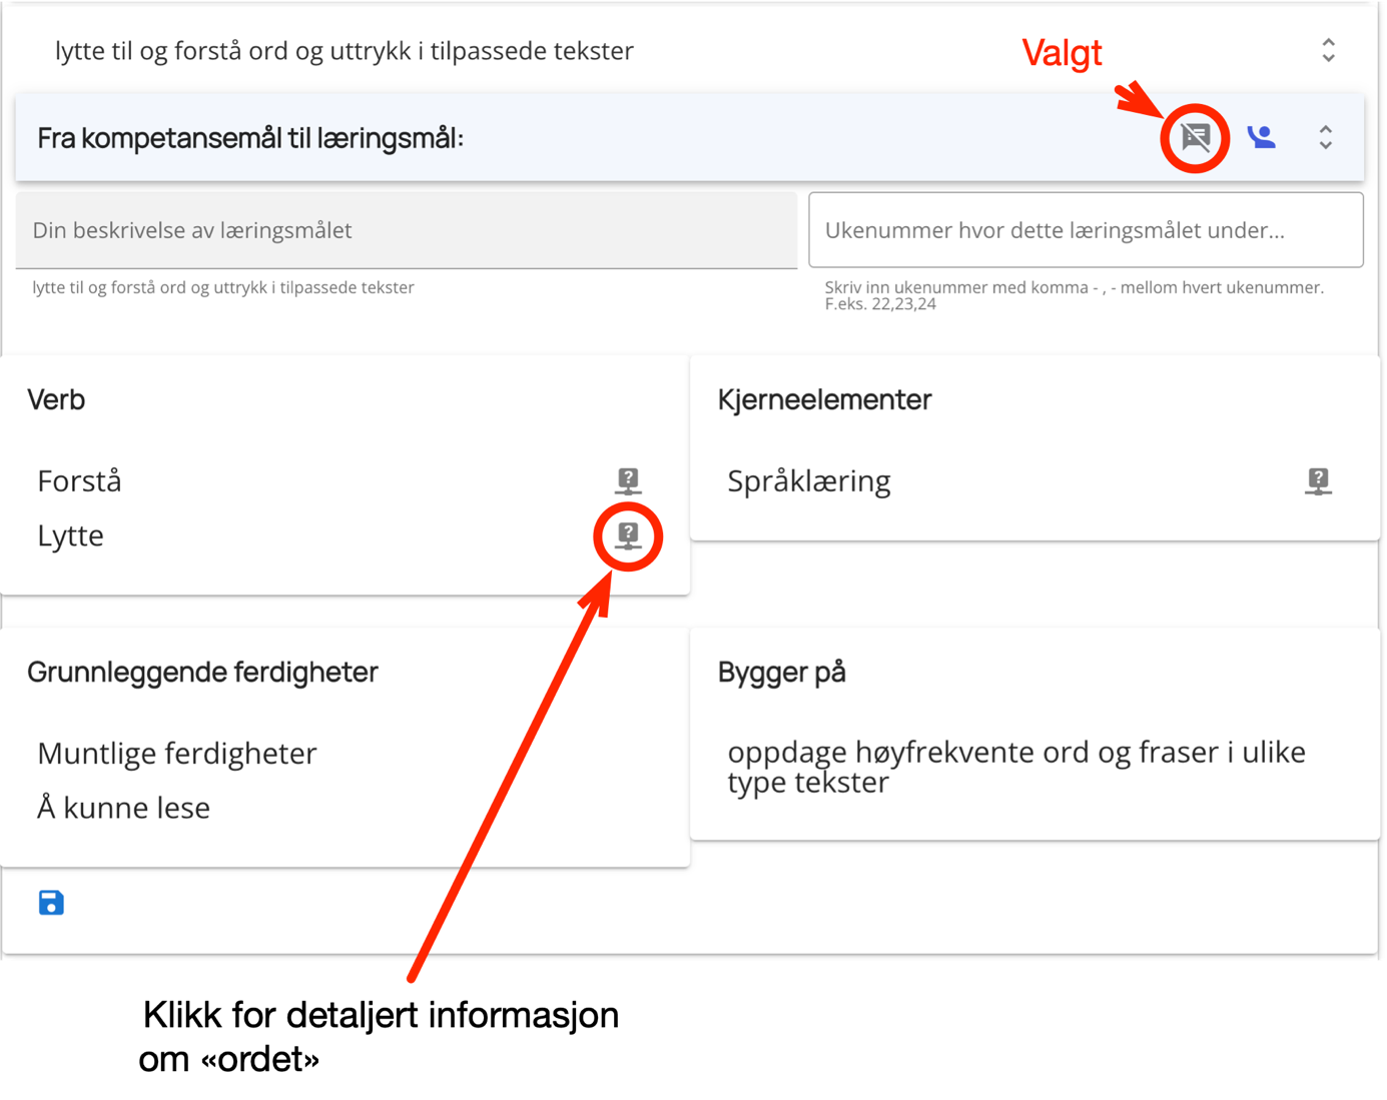 lytte til og forstå ord og uttrykk i tilpassede tekster
Valgt
Fra kompetansemål til læringsmål:
Din beskrivelse av læringsmålet
Ukenummer hvor dette læringsmålet under...
lytte til og forstå ord og uttrykk i tilpassede tekster
Skriv inn ukenummer med komma - , - mellom hvert ukenummer.
F.eks. 22,23,24
Verb
Forstå
Lytte
Kjerneelementer
Språklæring
Grunnleggende ferdigheter
Muntlige ferdigheter
Å kunne lese
Bygger på
oppdage høyfrekvente ord og fraser i ulike
type tekster
Klikk for detaljert informasjon
om «ordet»